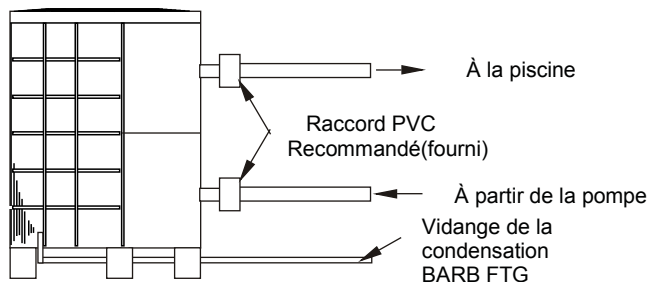 À la piscine
Raccord PVC
Recommandé(fourni)
À partir de la pompe
Vidange de la
condensation
BARB FTG